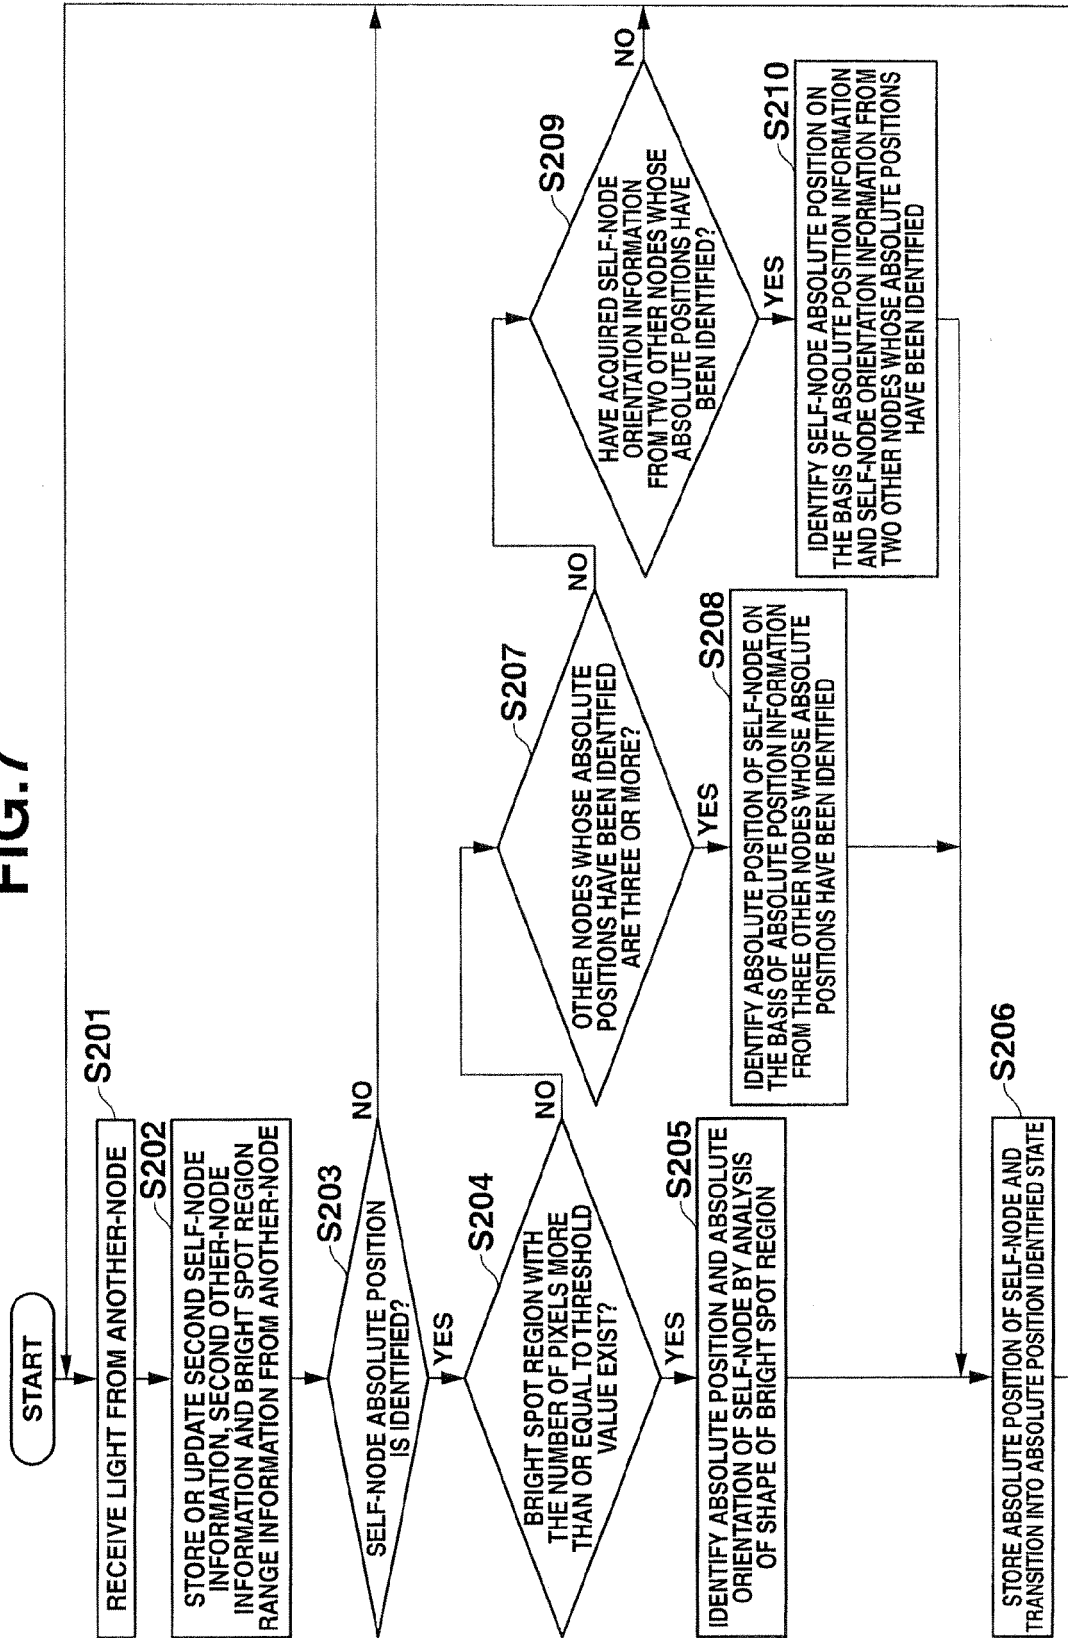 FIG.7
START
RECEIVE LIGHT FROM ANOTHER-NODE
S201
STORE OR UPDATE SECOND SELF-NODE
INFORMATION, SECOND OTHER-NODE
INFORMATION AND BRIGHT SPOT REGION
RANGE INFORMATION FROM ANOTHER-NODE
S202
SELF-NODE ABSOLUTE POSITION
IS IDENTIFIED?
S203
NO
YES
BRIGHT SPOT REGION WITH
THE NUMBER OF PIXELS MORE
THAN OR EQUAL TO THRESHOLD
VALUE EXIST?
S204
NO
YES
IDENTIFY ABSOLUTE POSITION AND ABSOLUTE
ORIENTATION OF SELF-NODE BY ANALYSIS
OF SHAPE OF BRIGHT SPOT REGION
S205
OTHER NODES WHOSE ABSOLUTE
POSITIONS HAVE BEEN IDENTIFIED
ARE THREE OR MORE?
S207
NO
YES
IDENTIFY ABSOLUTE POSITION OF SELF-NODE ON
THE BASIS OF ABSOLUTE POSITION INFORMATION
FROM THREE OTHER NODES WHOSE ABSOLUTE
POSITIONS HAVE BEEN IDENTIFIED
S208
HAVE ACQUIRED SELF-NODE
ORIENTATION INFORMATION
FROM TWO OTHER NODES WHOSE
ABSOLUTE POSITIONS HAVE
BEEN IDENTIFIED?
S209
NO
YES
IDENTIFY SELF-NODE ABSOLUTE POSITION ON
THE BASIS OF ABSOLUTE POSITION INFORMATION
AND SELF-NODE ORIENTATION INFORMATION FROM
TWO OTHER NODES WHOSE ABSOLUTE POSITIONS
HAVE BEEN IDENTIFIED
S210
STORE ABSOLUTE POSITION OF SELF-NODE AND
TRANSITION INTO ABSOLUTE POSITION IDENTIFIED STATE
S206